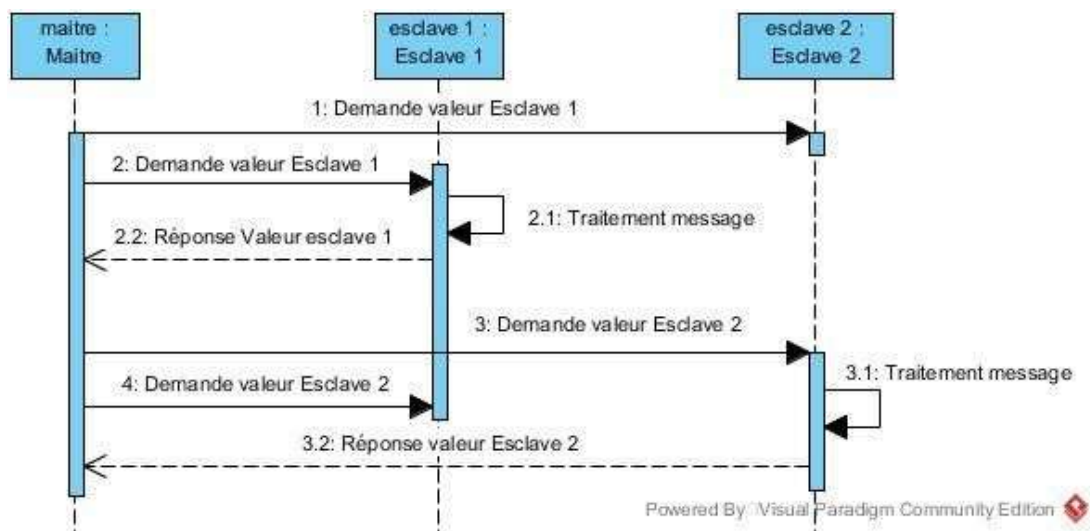 maitre :
Maitre
esclave 1 :
Esclave 1
esclave 2 :
Esclave 2
1: Demande valeur Esclave 1
2: Demande valeur Esclave 1
2.1: Traitement message
2.2: Réponse Valeur esclave 1
3: Demande valeur Esclave 2
3.1: Traitement message
4: Demande valeur Esclave 2
3.2: Réponse valeur Esclave 2
Powered By Visual Paradigm Community Edition